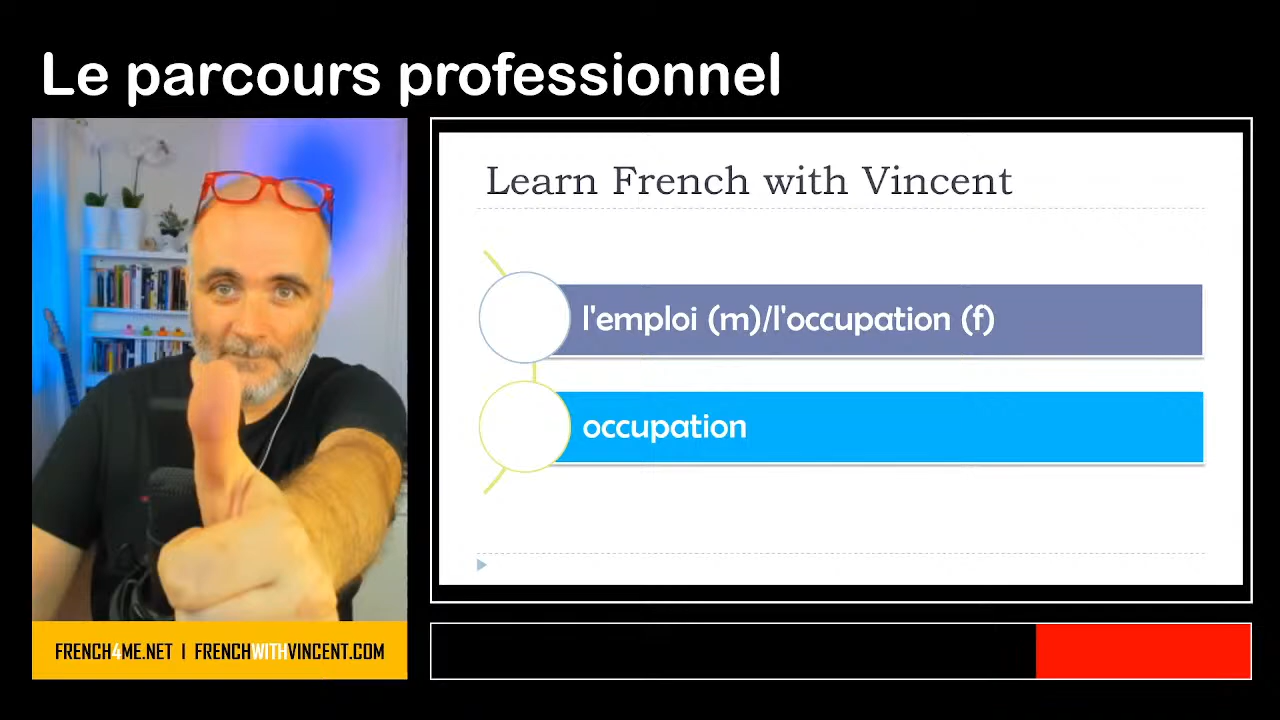 Le parcours professionnel
Learn French with Vincent
l'emploi (m)/l'occupation (f)
occupation
FRENCH4ME.NET | FRENCHWITHVINCENT.COM